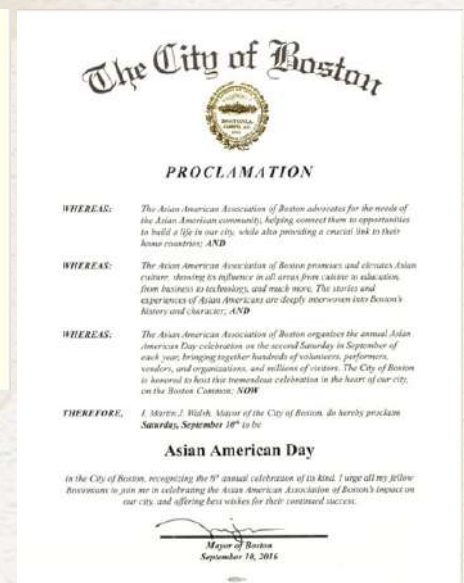 The City of Boston
BOSTONIA.
PROCLAMATION
WHEREAS: The Asian American Association of Boston advocates for the needs of
the Asian American community, helping connect them to opportunities
to build a life in our city, while also providing a crucial link to their
home countries; AND
WHEREAS: The Asian American Association of Boston promotes and elevates Asian
culture, showing its influence in all areas from cuisine to education,
from business to technology, and much more. The stories and
experiences of Asian Americans are deeply interwoven into Boston's
history and character; AND
WHEREAS: The Asian American Association of Boston organizes the annual Asian
American Day celebration on the second Saturday in September of
each year, bringing together hundreds of volunteers, performers,
vendors, and organizations, and millions of visitors. The City of Boston
is honored to host this tremendous celebration in the heart of our city,
on the Boston Common; NOW
THEREFORE, I, Martin J. Walsh, Mayor of the City of Boston, do hereby proclaim
Saturday, September 10th to be
Asian American Day
in the City of Boston, recognizing the annual celebration of its kind. I urge all my fellow
Bostonians to join me in celebrating the Asian American Association of Boston's impact on
our city, and offering best wishes for their continued success.
Mayor of Boston
September 10, 2016